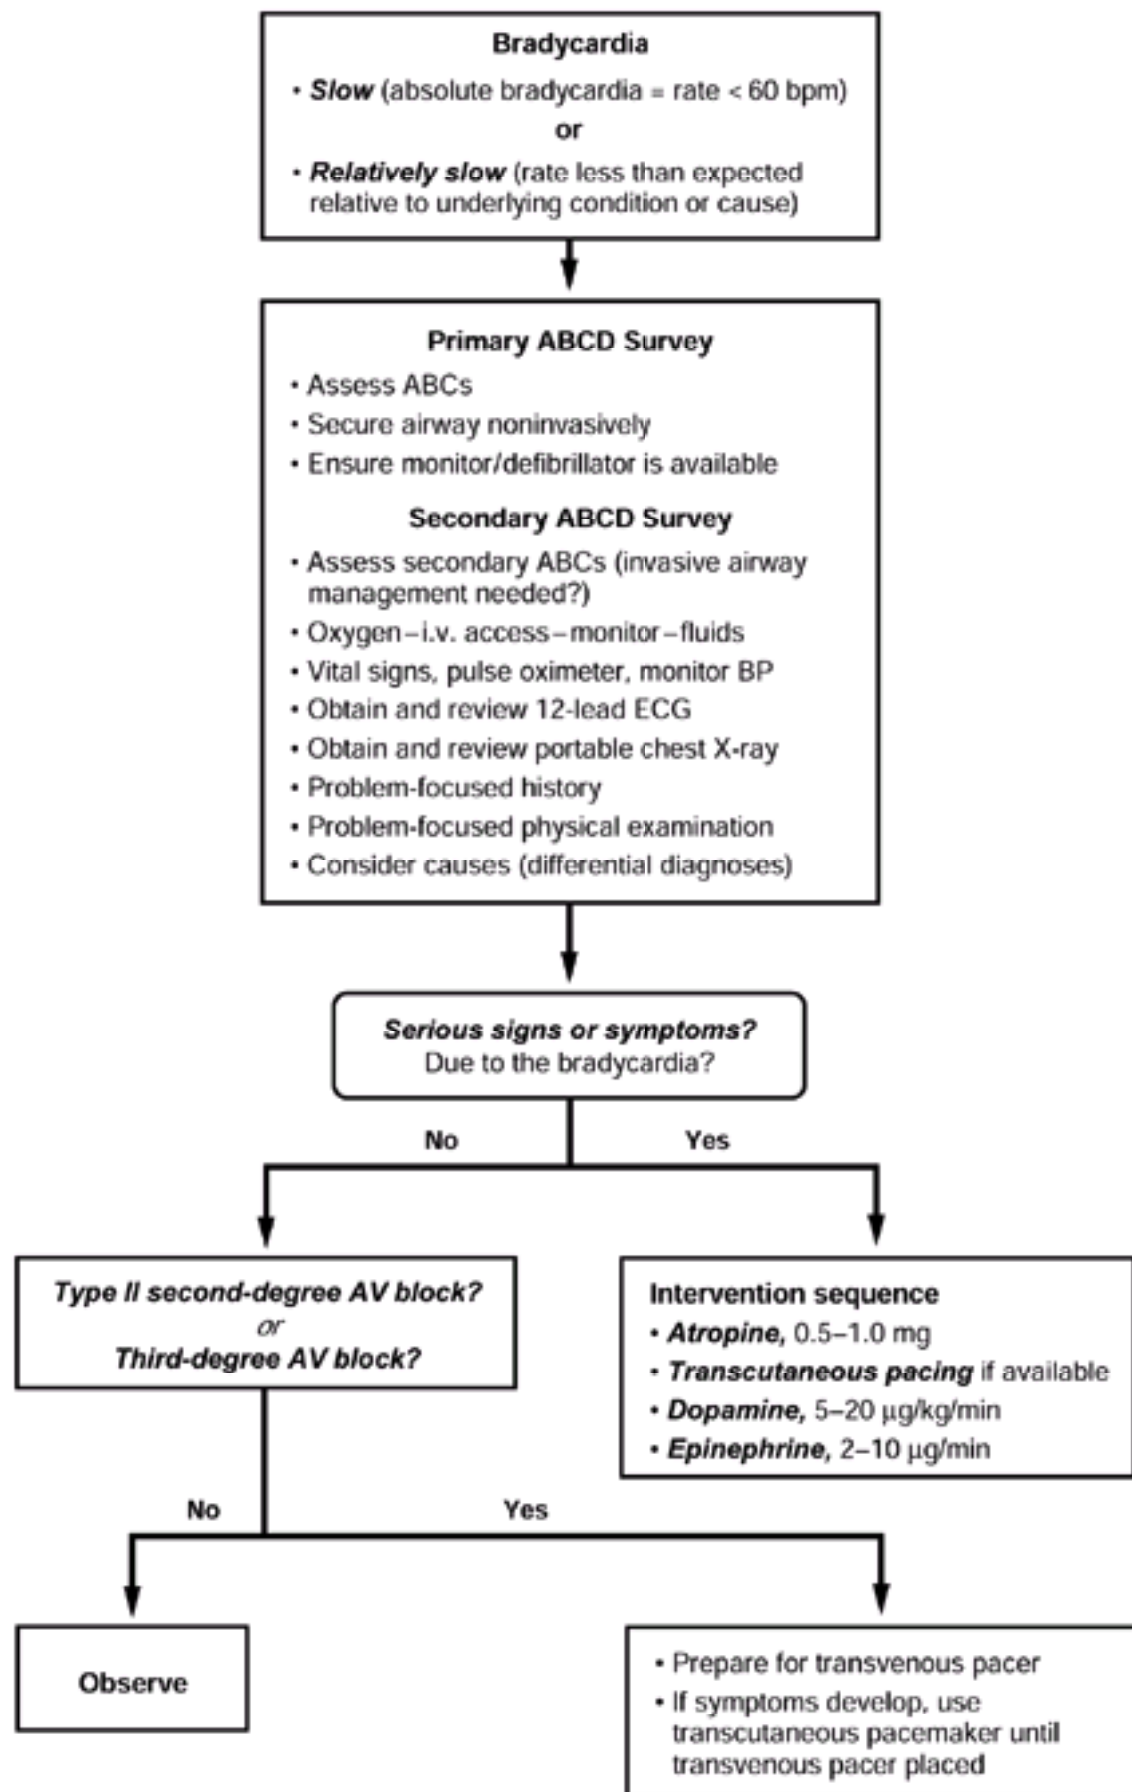 Bradycardia
• Slow (absolute bradycardia = rate < 60 bpm)
or
• Relatively slow (rate less than expected
relative to underlying condition or cause)
Primary ABCD Survey
• Assess ABCs
• Secure airway noninvasively
• Ensure monitor/defibrillator is available
Secondary ABCD Survey
• Assess secondary ABCs (invasive airway
management needed?)
• Oxygen–i.v. access–monitor–fluids
• Vital signs, pulse oximeter, monitor BP
• Obtain and review 12-lead ECG
• Obtain and review portable chest X-ray
• Problem-focused history
• Problem-focused physical examination
• Consider causes (differential diagnoses)
Serious signs or symptoms?
Due to the bradycardia?
No
Yes
Type II second-degree AV block?
or
Third-degree AV block?
Intervention sequence
• Atropine, 0.5–1.0 mg
• Transcutaneous pacing if available
• Dopamine, 5–20 μg/kg/min
• Epinephrine, 2–10 μg/min
No
Yes
Observe
• Prepare for transvenous pacer
• If symptoms develop, use
transcutaneous pacemaker until
transvenous pacer placed